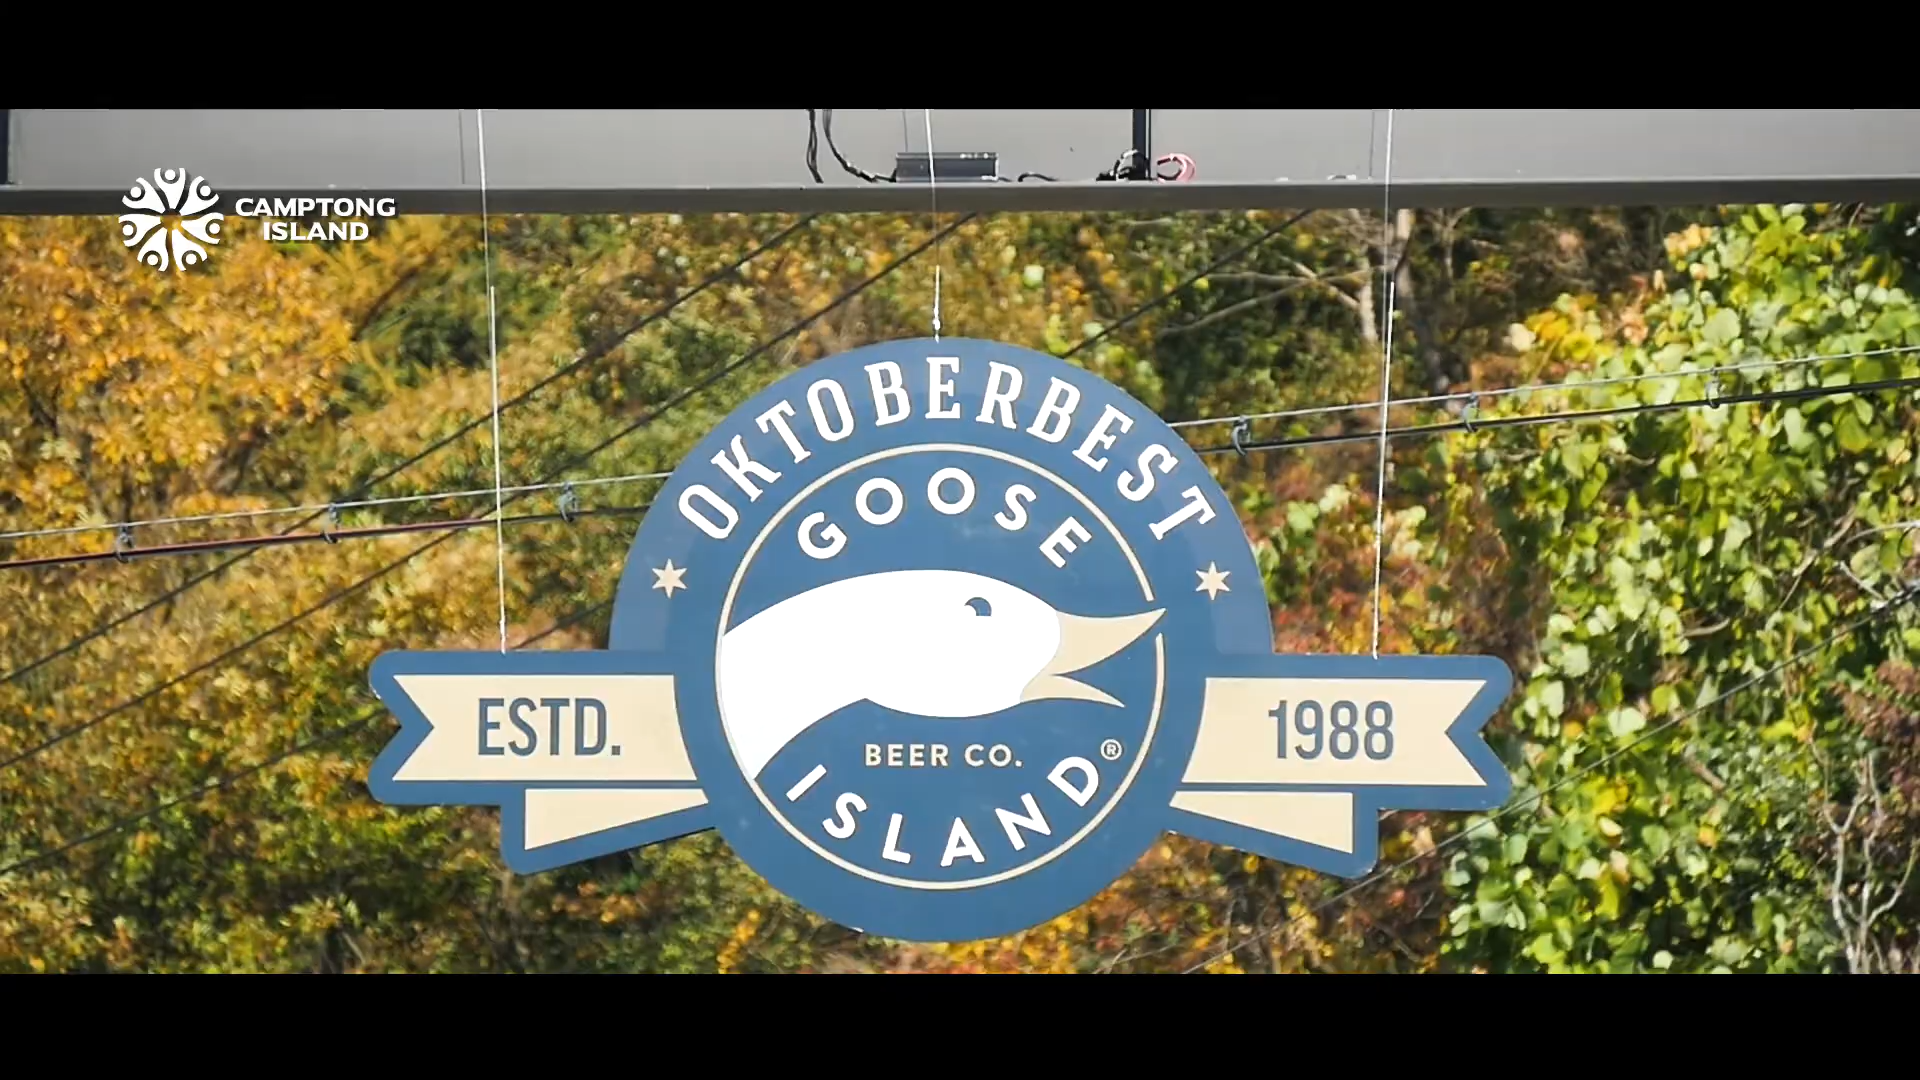 CAMPTONG
ISLAND
OKTOBERBEST
GOOSE
ESTD.
1988
BEER CO.
ISLAND®